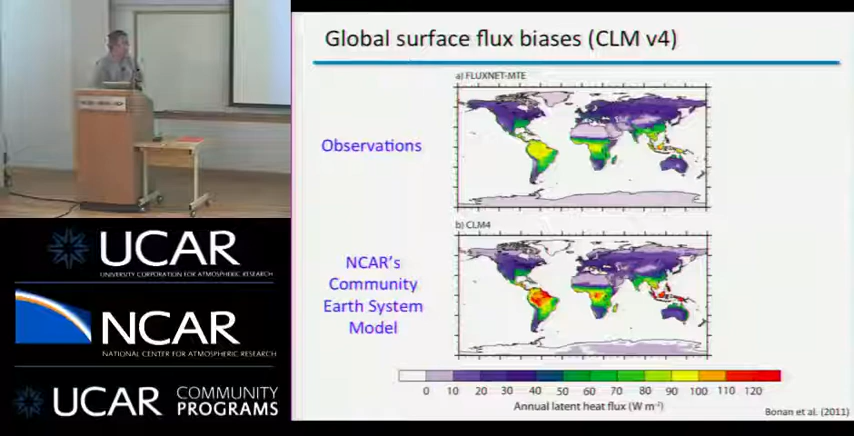 Global surface flux biases (CLM v4)
a) FLUXNET-MTE
Observations
b) CLM4
NCAR's
Community
Earth System
Model
0 10 20 30 40 50 60 70 80 90 100 110 120
Annual latent heat flux (W m⁻²)
Bonan et al. (2011)
UCAR
UNIVERSITY CORPORATION FOR ATMOSPHERIC RESEARCH
NCAR
NATIONAL CENTER FOR ATMOSPHERIC RESEARCH
UCAR COMMUNITY
PROGRAMS